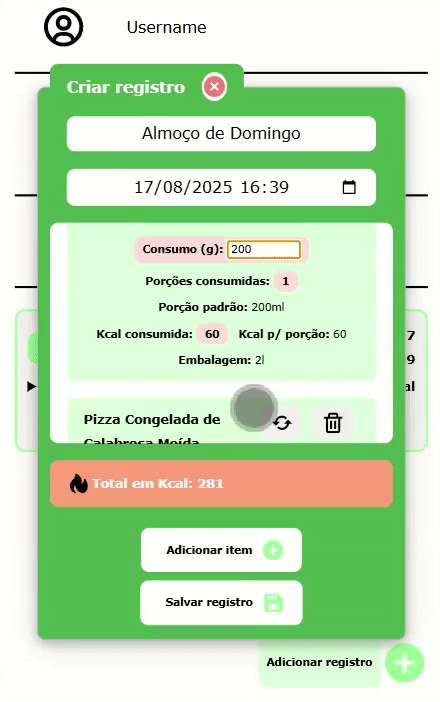 Username
Criar registro
Almoço de Domingo
17/08/2025 16:39
Consumo (g): 200
Porções consumidas: 1
Porção padrão: 200ml
Kcal consumida: 60 Kcal p/ porção: 60
Embalagem: 2l
7
9
al
Pizza Congelada de
Calabresa Moída
Total em Kcal: 281
Adicionar item
Salvar registro
Adicionar registro